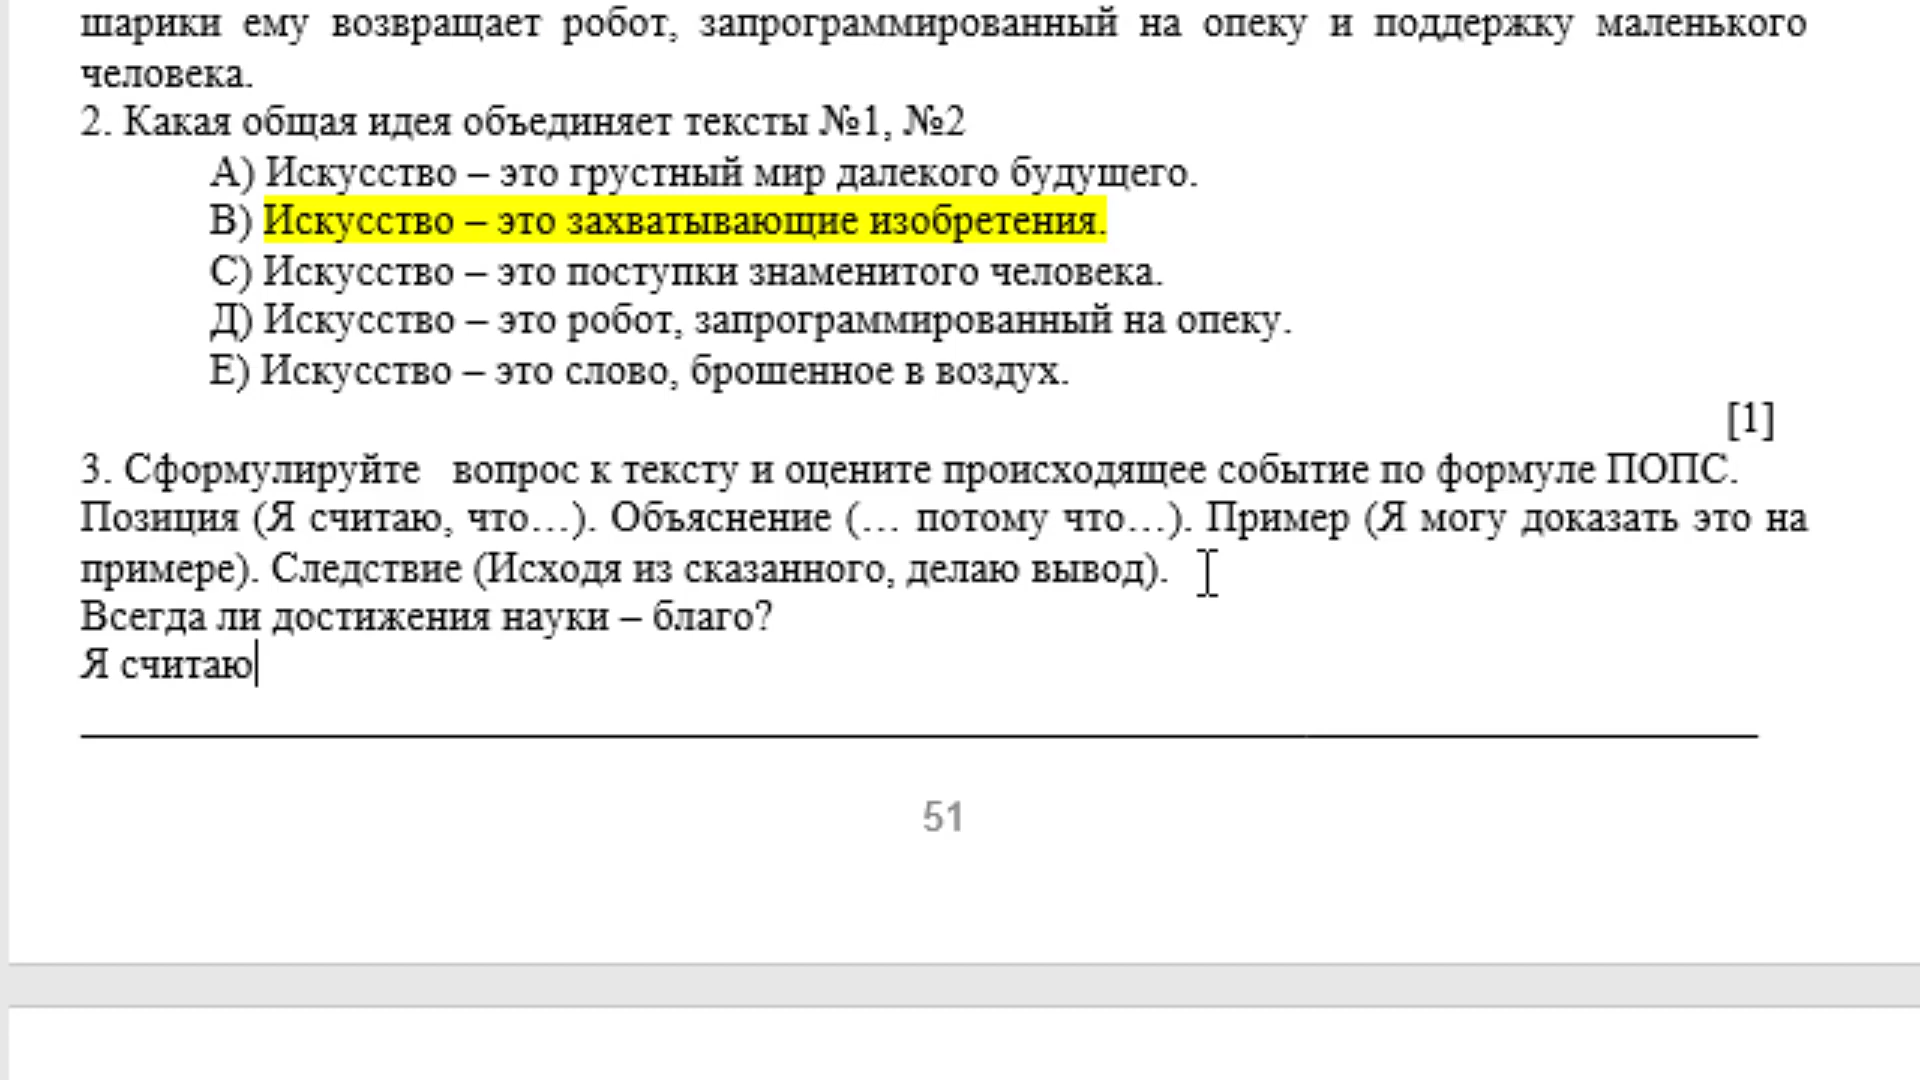 шарики ему возвращает робот, запрограммированный на опеку и поддержку маленького
человека.
2. Какая общая идея объединяет тексты №1, №2
А) Искусство – это грустный мир далекого будущего.
В) Искусство – это захватывающие изобретения.
С) Искусство – это поступки знаменитого человека.
Д) Искусство – это робот, запрограммированный на опеку.
Е) Искусство – это слово, брошенное в воздух.
[1]
3. Сформулируйте вопрос к тексту и оцените происходящее событие по формуле ПОПС.
Позиция (Я считаю, что…). Объяснение (… потому что…). Пример (Я могу доказать это на
примере). Следствие (Исходя из сказанного, делаю вывод).
Всегда ли достижения науки – благо?
Я считаю
51